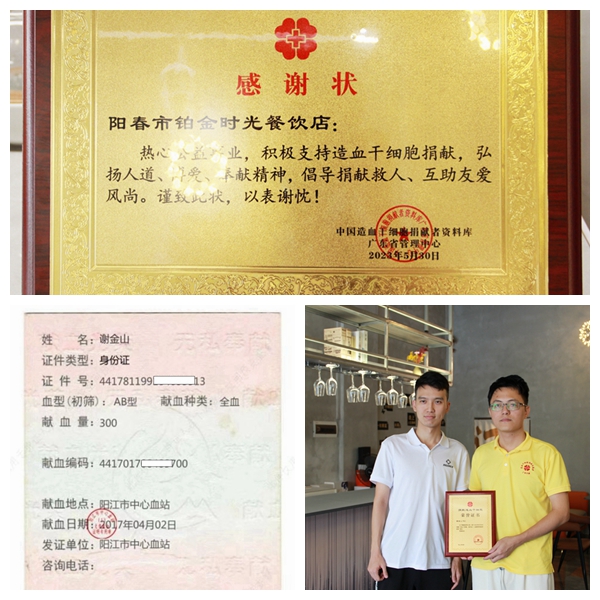 感谢状
阳春市铂金时光餐饮店：
热心公益事业，积极支持造血干细胞捐献，弘
扬人道、博爱、奉献精神，倡导捐献救人、互助友爱
风尚。谨致此状，以表谢忱！
中国造血干细胞捐献者资料库
广东省管理中心
2023年5月30日
姓 名：谢金山
证件类型：身份证
证 件 号：441781199 13
血型(初筛)：AB型 献血种类：全血
献 血 量：300
献血编码：4417017 700
献血地点：阳江市中心血站
献血日期：2017年04月02日
发证单位：阳江市中心血站
咨询电话：